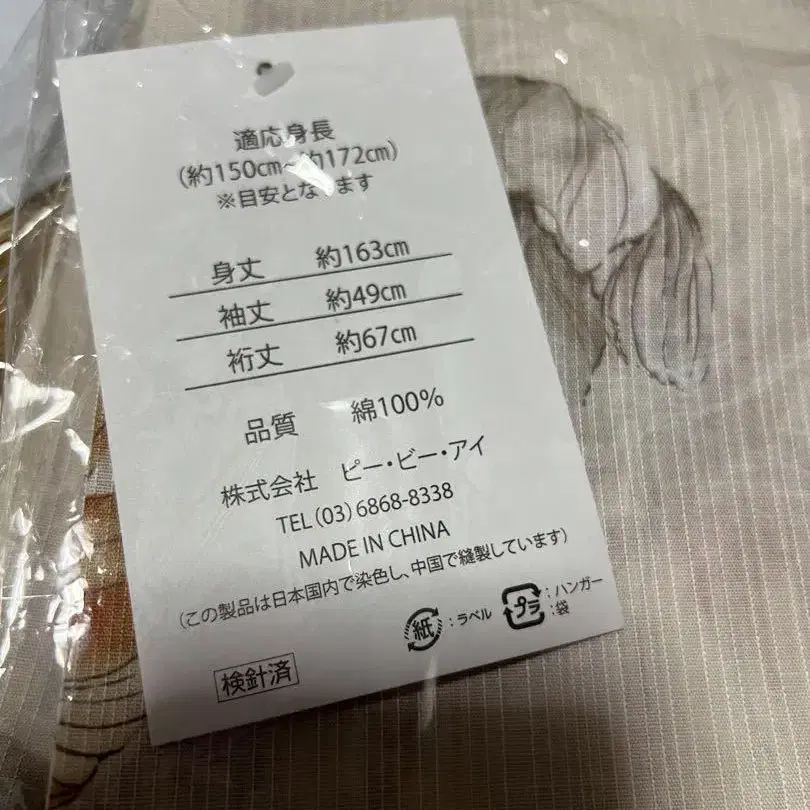 適応身長
(約150㎝~約172㎝)
※目安となります
身丈 約163㎝
袖丈 約49㎝
裄丈 約67㎝
品質 綿100%
株式会社 ピー・ビー・アイ
TEL (03) 6868-8338
MADE IN CHINA
(この製品は日本国内で染色し、中国で縫製しています)
紙 : ラベル
プラ : ハンガー
: 袋
検針済